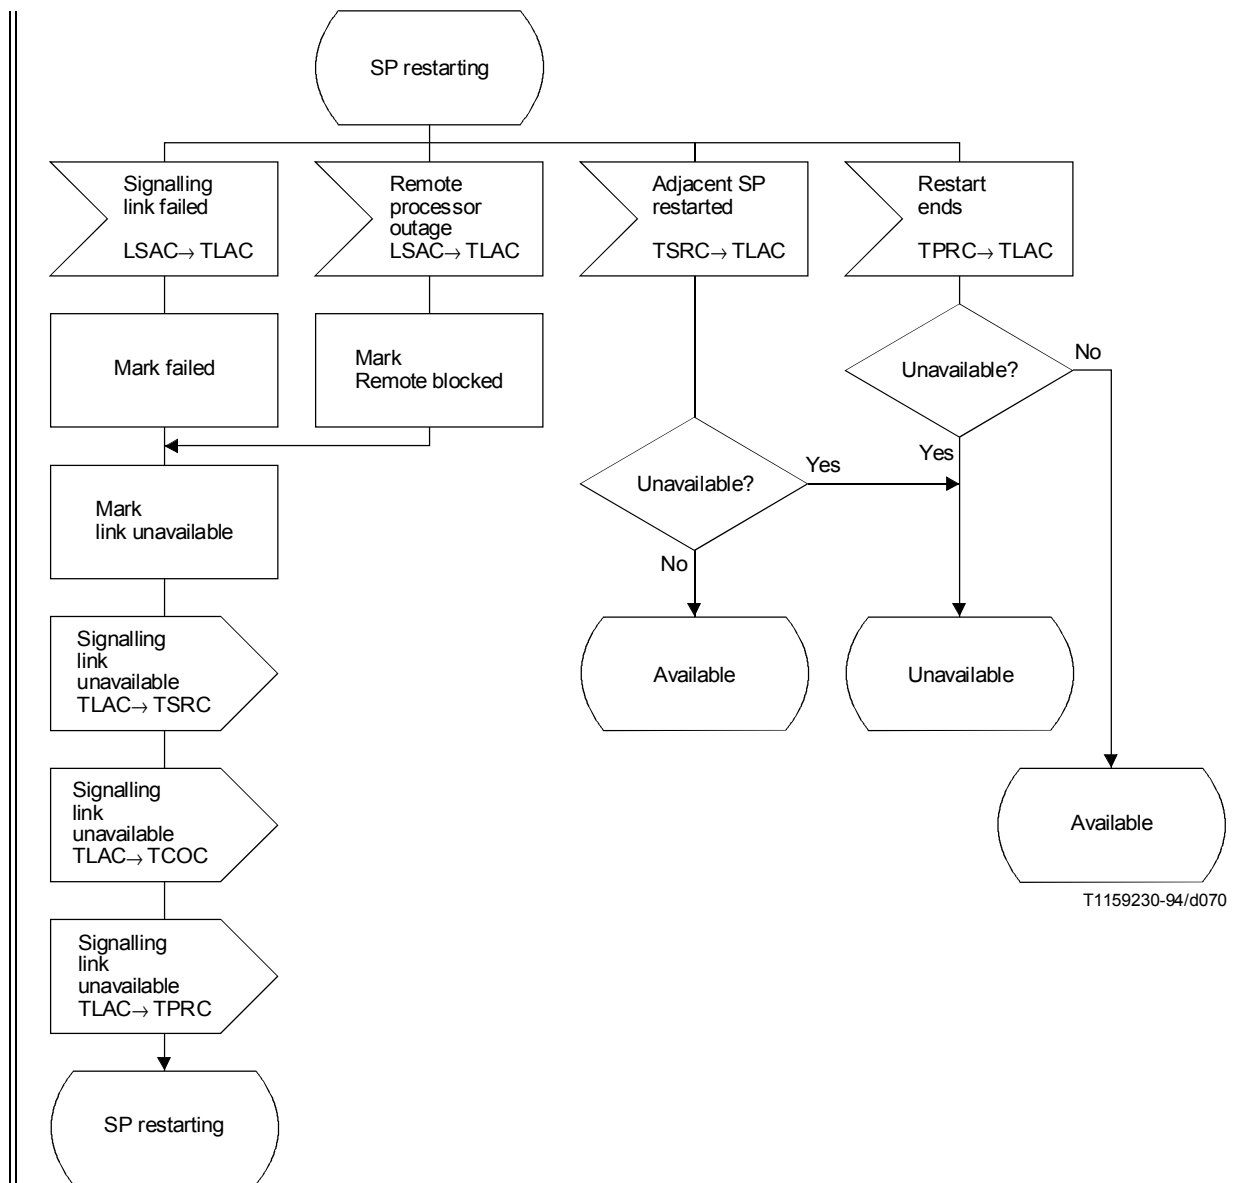 SP restarting
Signalling
link failed
LSAC→TLAC
Remote
processor
outage
LSAC→TLAC
Adjacent SP
restarted
TSRC→TLAC
Restart
ends
TPRC→TLAC
Mark failed
Mark
Remote blocked
Unavailable?
No
Yes
Mark
link unavailable
Unavailable?
Yes
No
Signalling
link
unavailable
TLAC→TSRC
Available
Unavailable
Signalling
link
unavailable
TLAC→TCOC
Available
T1159230-94/d070
Signalling
link
unavailable
TLAC→TPRC
SP restarting